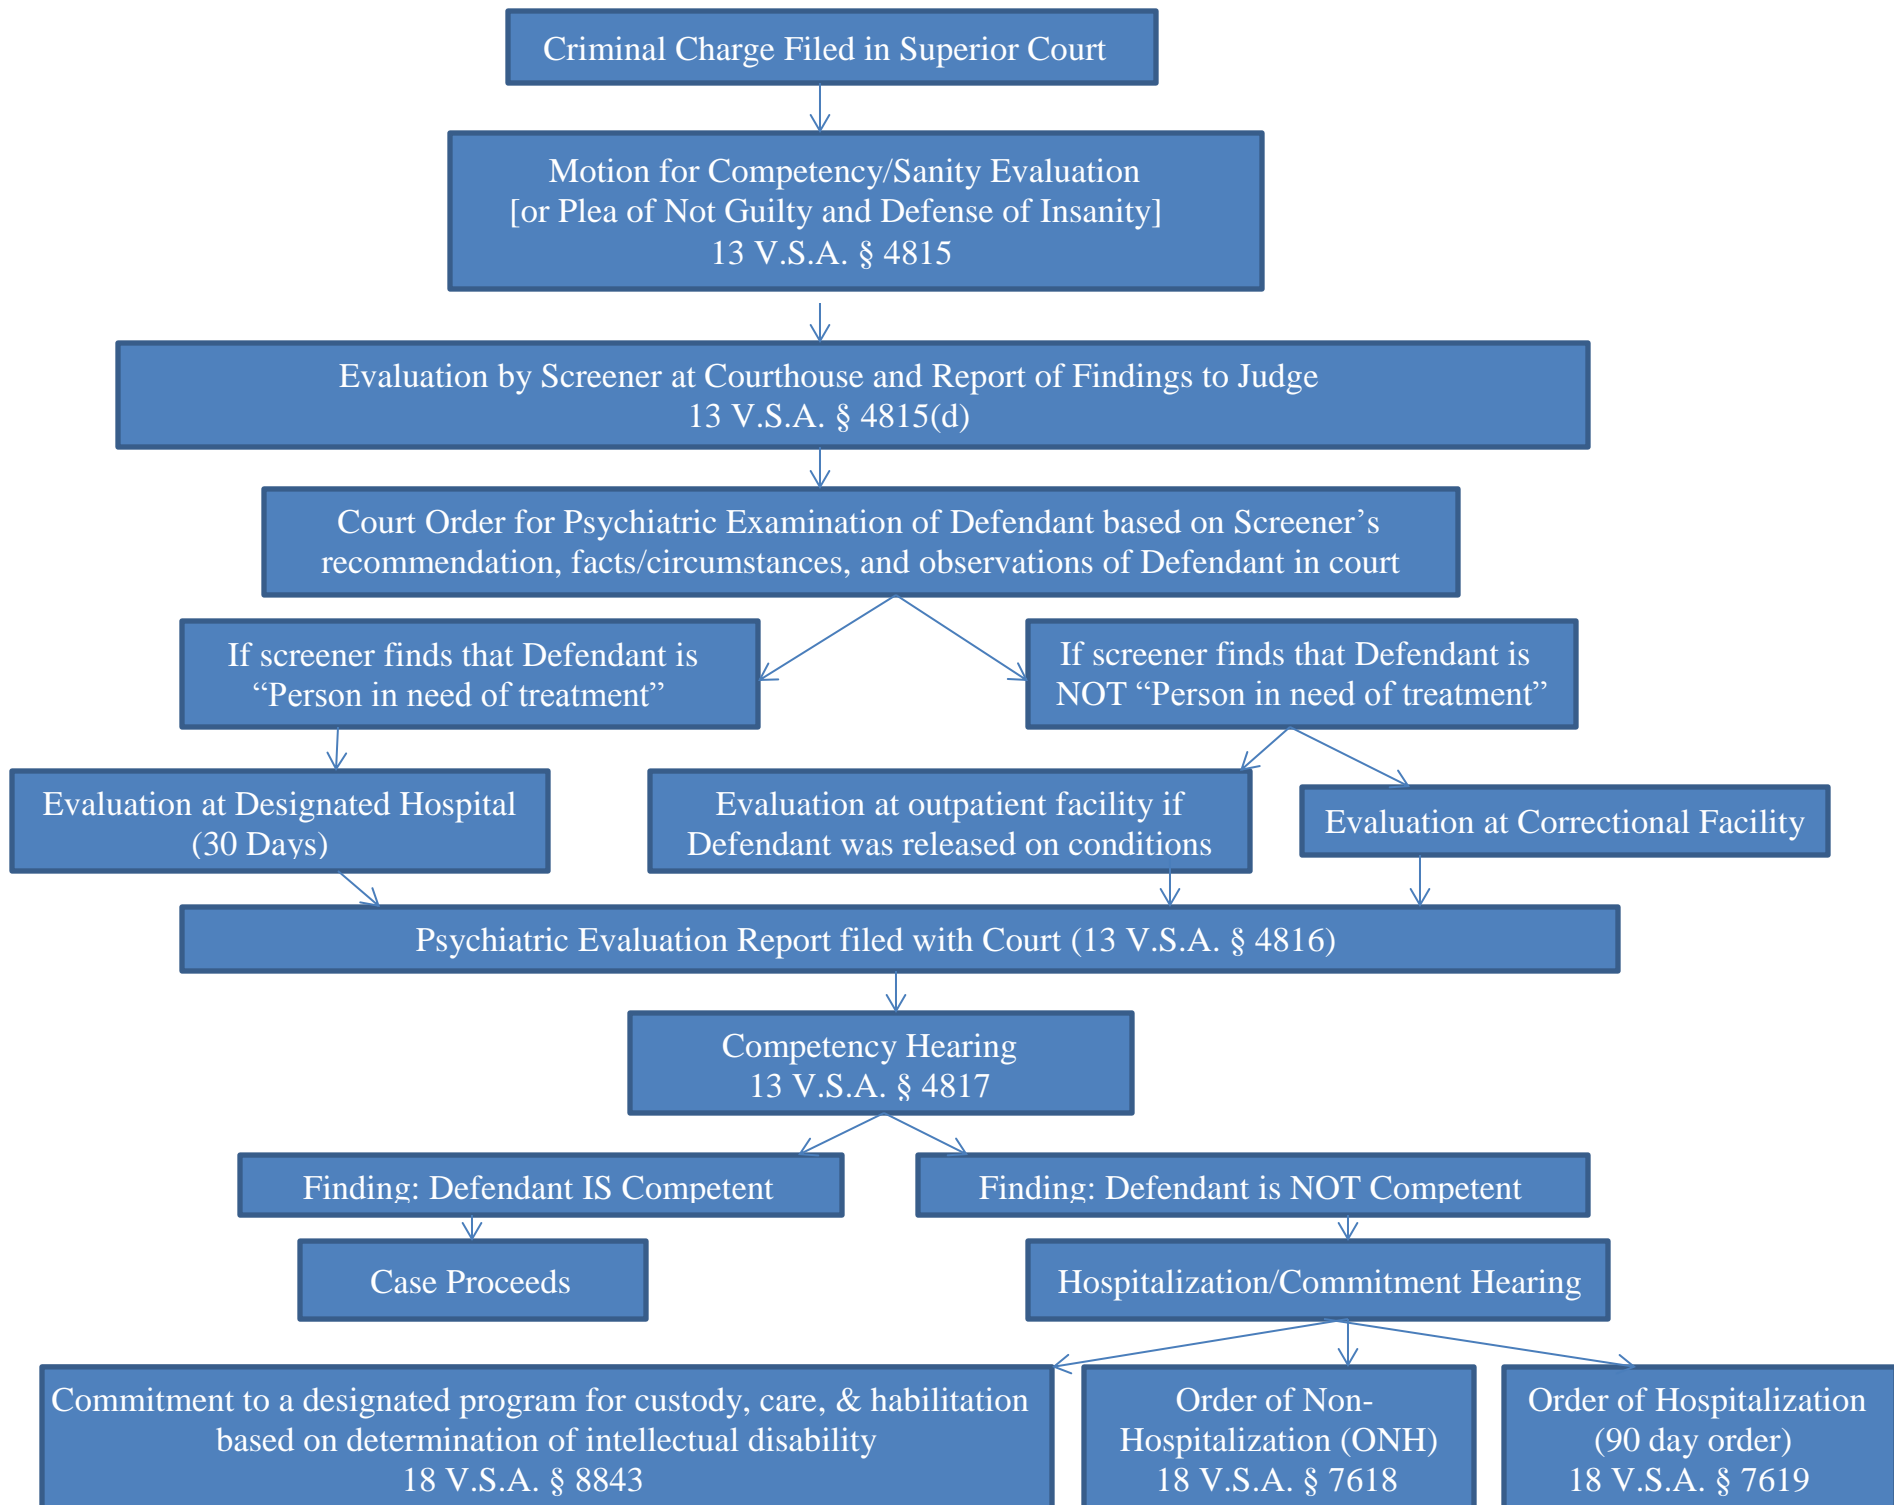 Criminal Charge Filed in Superior Court
Motion for Competency/Sanity Evaluation
[or Plea of Not Guilty and Defense of Insanity]
13 V.S.A. § 4815
Evaluation by Screener at Courthouse and Report of Findings to Judge
13 V.S.A. § 4815(d)
Court Order for Psychiatric Examination of Defendant based on Screener’s
recommendation, facts/circumstances, and observations of Defendant in court
If screener finds that Defendant is
“Person in need of treatment”
If screener finds that Defendant is
NOT “Person in need of treatment”
Evaluation at Designated Hospital
(30 Days)
Evaluation at outpatient facility if
Defendant was released on conditions
Evaluation at Correctional Facility
Psychiatric Evaluation Report filed with Court (13 V.S.A. § 4816)
Competency Hearing
13 V.S.A. § 4817
Finding: Defendant IS Competent
Finding: Defendant is NOT Competent
Case Proceeds
Hospitalization/Commitment Hearing
Commitment to a designated program for custody, care, & habilitation
based on determination of intellectual disability
18 V.S.A. § 8843
Order of Non-
Hospitalization (ONH)
18 V.S.A. § 7618
Order of Hospitalization
(90 day order)
18 V.S.A. § 7619